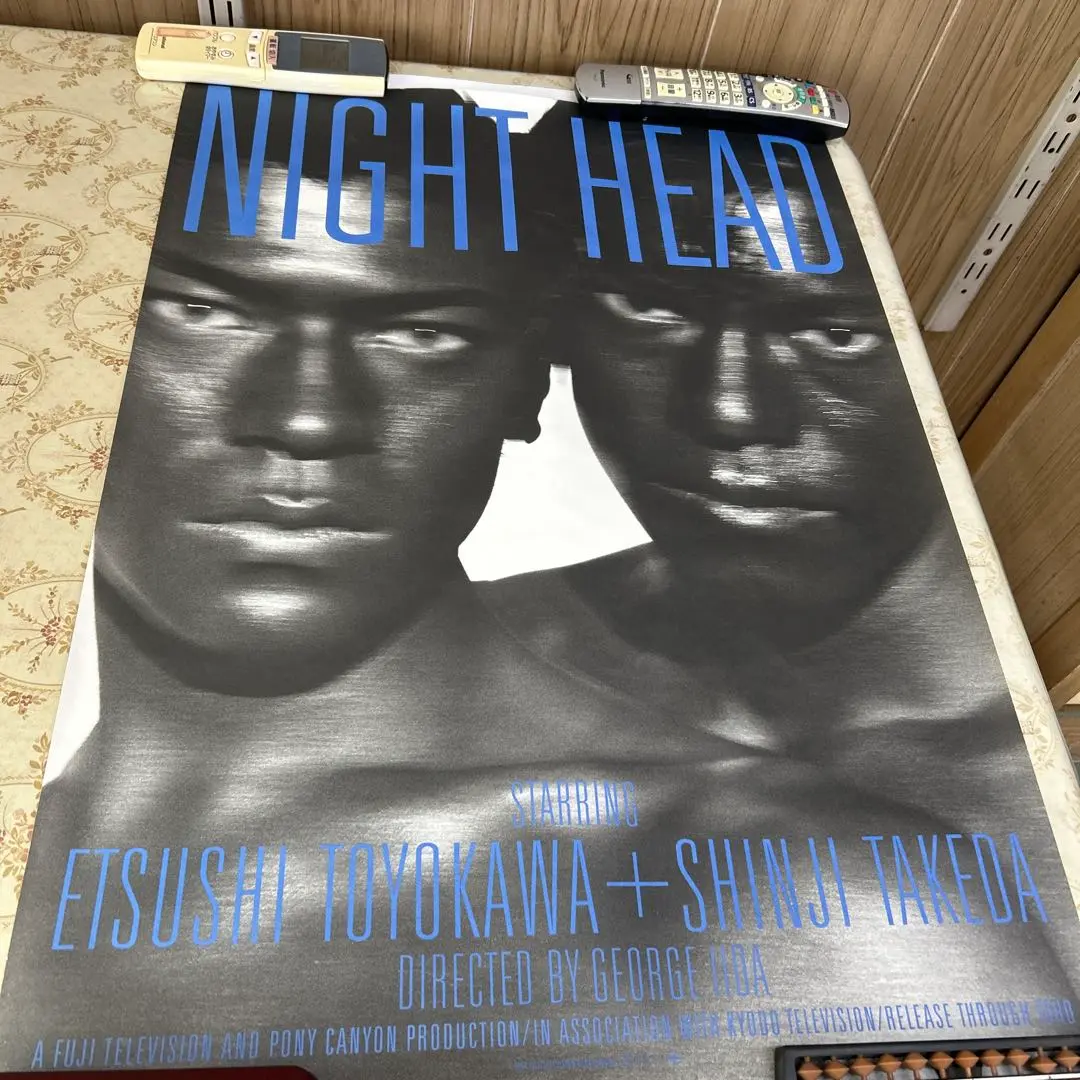 NIGHT HEAD
STARRING
ETSUSHI TOYOKAWA + SHINJI TAKEDA
DIRECTED BY GEORGE IIDA
A FUJI TELEVISION AND PONY CANYON PRODUCTION/IN ASSOCIATION WITH KYODO TELEVISION/RELEASE THROUGH TOHO